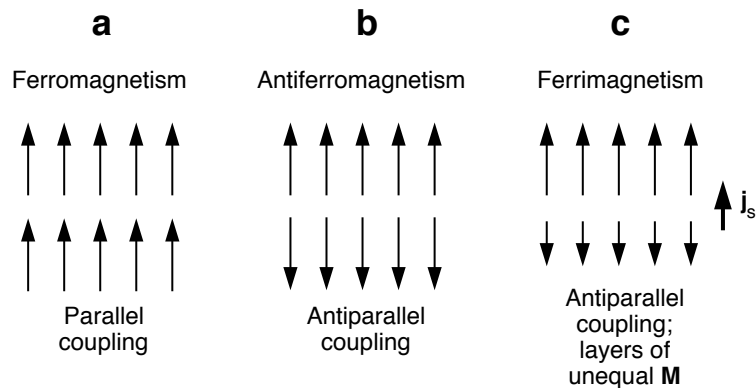 a
b
c
Ferromagnetism
Antiferromagnetism
Ferrimagnetism
js
Parallel
coupling
Antiparallel
coupling
Antiparallel
coupling;
layers of
unequal M